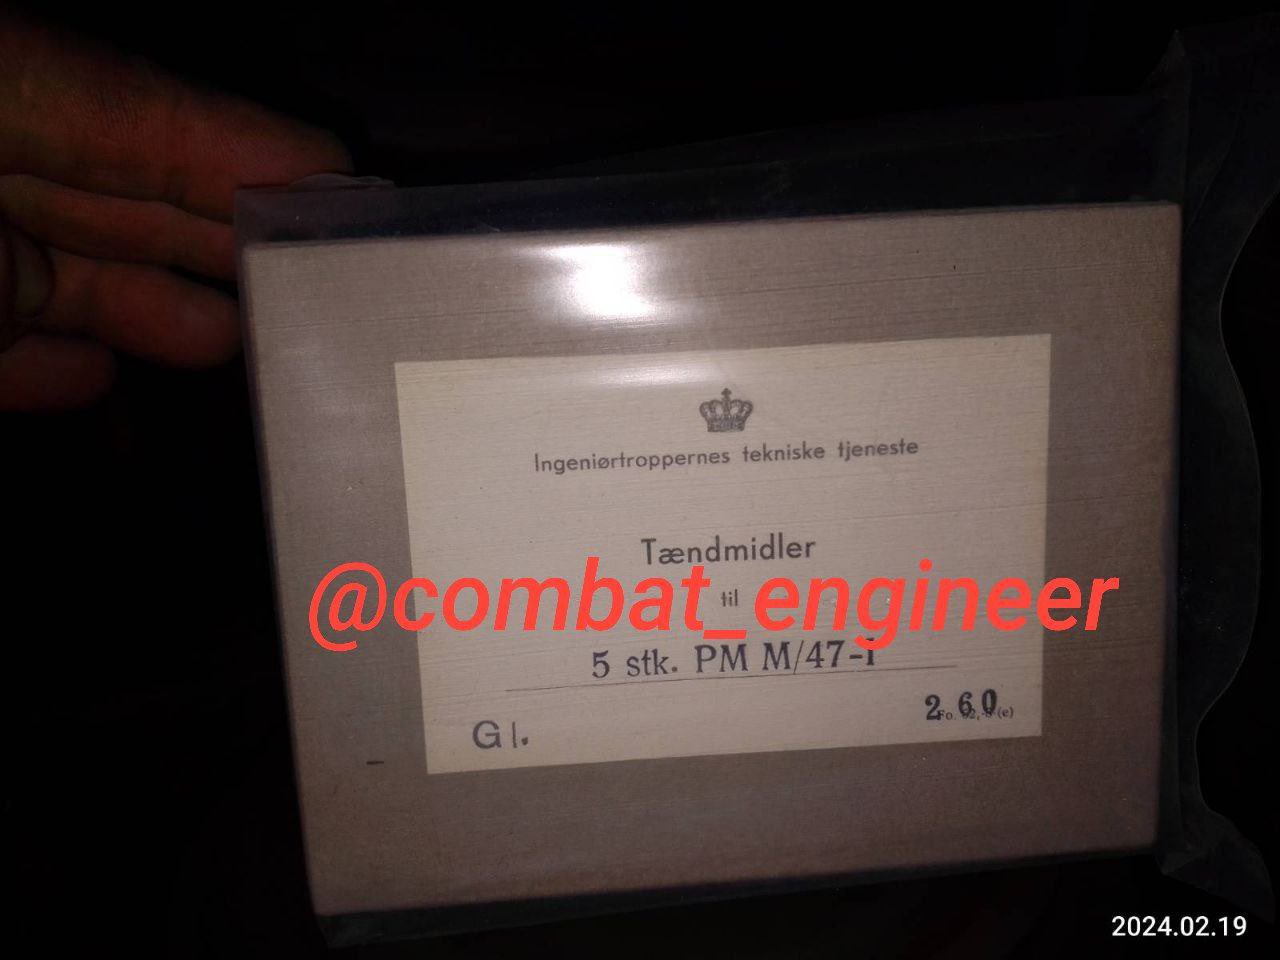 Ingeniørtroppernes tekniske tjeneste
Tændmidler
til
@combat_engineer
5 stk. PM M/47-I
Gl.
2.60
2024.02.19